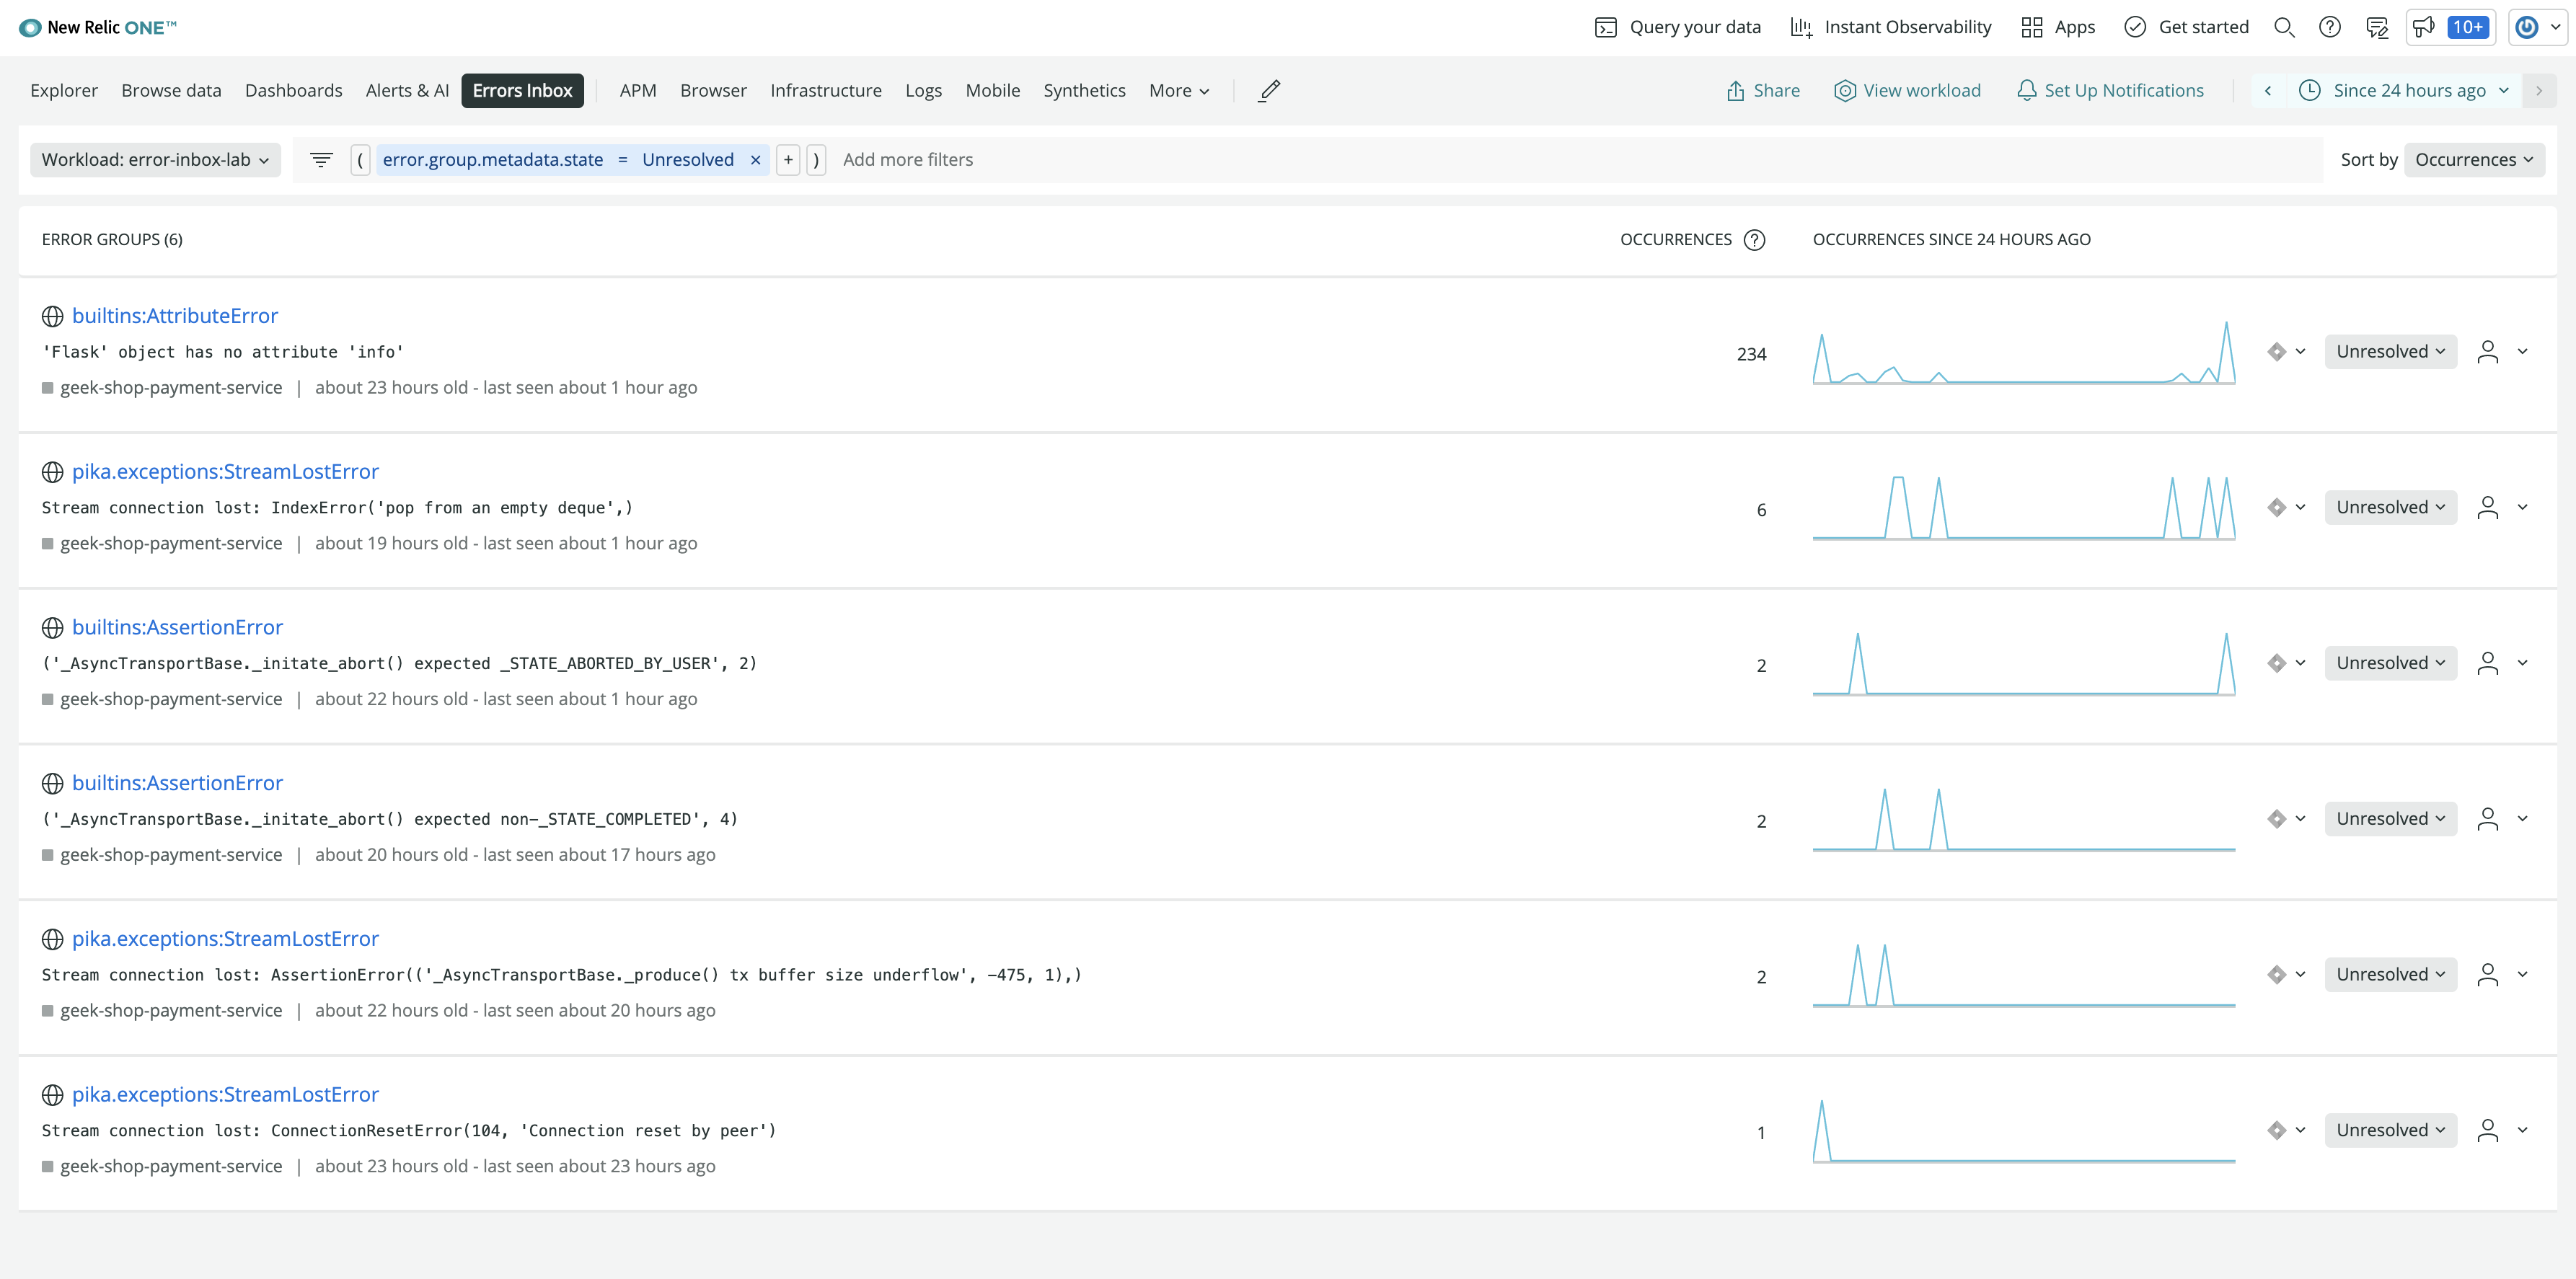 New Relic ONE™ Query your data Instant Observability Apps Get started 10+
Explorer Browse data Dashboards Alerts & AI Errors Inbox APM Browser Infrastructure Logs Mobile Synthetics More Share View workload Set Up Notifications Since 24 hours ago
Workload: error-inbox-lab ( error.group.metadata.state = Unresolved × + ) Add more filters Sort by Occurrences
ERROR GROUPS (6) OCCURRENCES ? OCCURRENCES SINCE 24 HOURS AGO
builtins:AttributeError
'Flask' object has no attribute 'info' 234 Unresolved
geek-shop-payment-service | about 23 hours old - last seen about 1 hour ago
pika.exceptions:StreamLostError
Stream connection lost: IndexError('pop from an empty deque',) 6 Unresolved
geek-shop-payment-service | about 19 hours old - last seen about 1 hour ago
builtins:AssertionError
('_AsyncTransportBase._initate_abort() expected _STATE_ABORTED_BY_USER', 2) 2 Unresolved
geek-shop-payment-service | about 22 hours old - last seen about 1 hour ago
builtins:AssertionError
('_AsyncTransportBase._initate_abort() expected non-_STATE_COMPLETED', 4) 2 Unresolved
geek-shop-payment-service | about 20 hours old - last seen about 17 hours ago
pika.exceptions:StreamLostError
Stream connection lost: AssertionError(('_AsyncTransportBase._produce() tx buffer size underflow', -475, 1),) 2 Unresolved
geek-shop-payment-service | about 22 hours old - last seen about 20 hours ago
pika.exceptions:StreamLostError
Stream connection lost: ConnectionResetError(104, 'Connection reset by peer') 1 Unresolved
geek-shop-payment-service | about 23 hours old - last seen about 23 hours ago